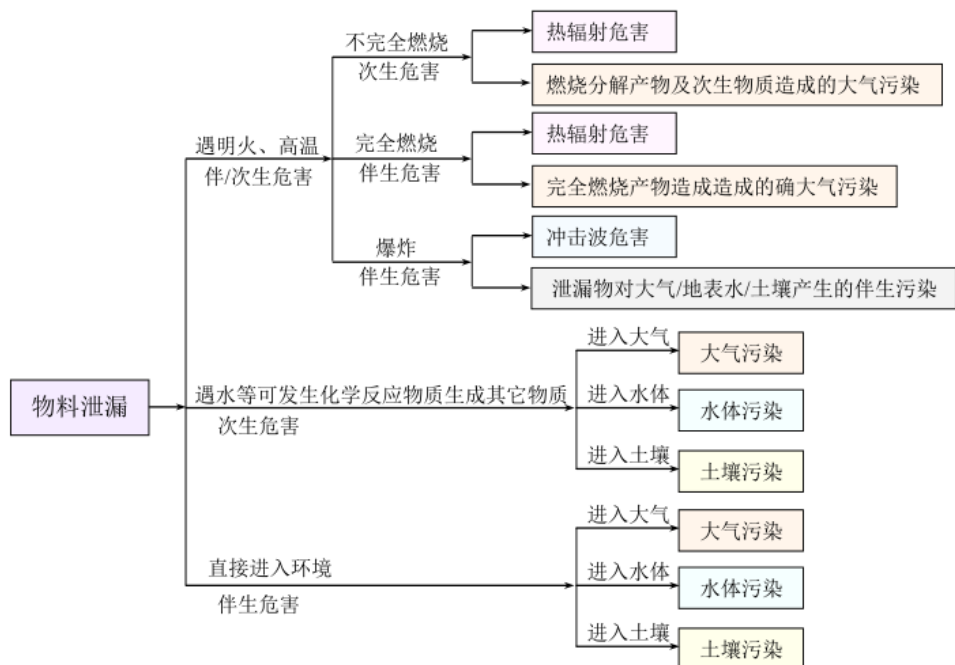 不完全燃烧
次生危害
热辐射危害
燃烧分解产物及次生物质造成的大气污染
遇明火、高温
伴/次生危害
完全燃烧
伴生危害
热辐射危害
完全燃烧产物造成造成的确大气污染
爆炸
伴生危害
冲击波危害
泄漏物对大气/地表水/土壤产生的伴生污染
物料泄漏
遇水等可发生化学反应物质生成其它物质
次生危害
进入大气
大气污染
进入水体
水体污染
进入土壤
土壤污染
直接进入环境
伴生危害
进入大气
大气污染
进入水体
水体污染
进入土壤
土壤污染